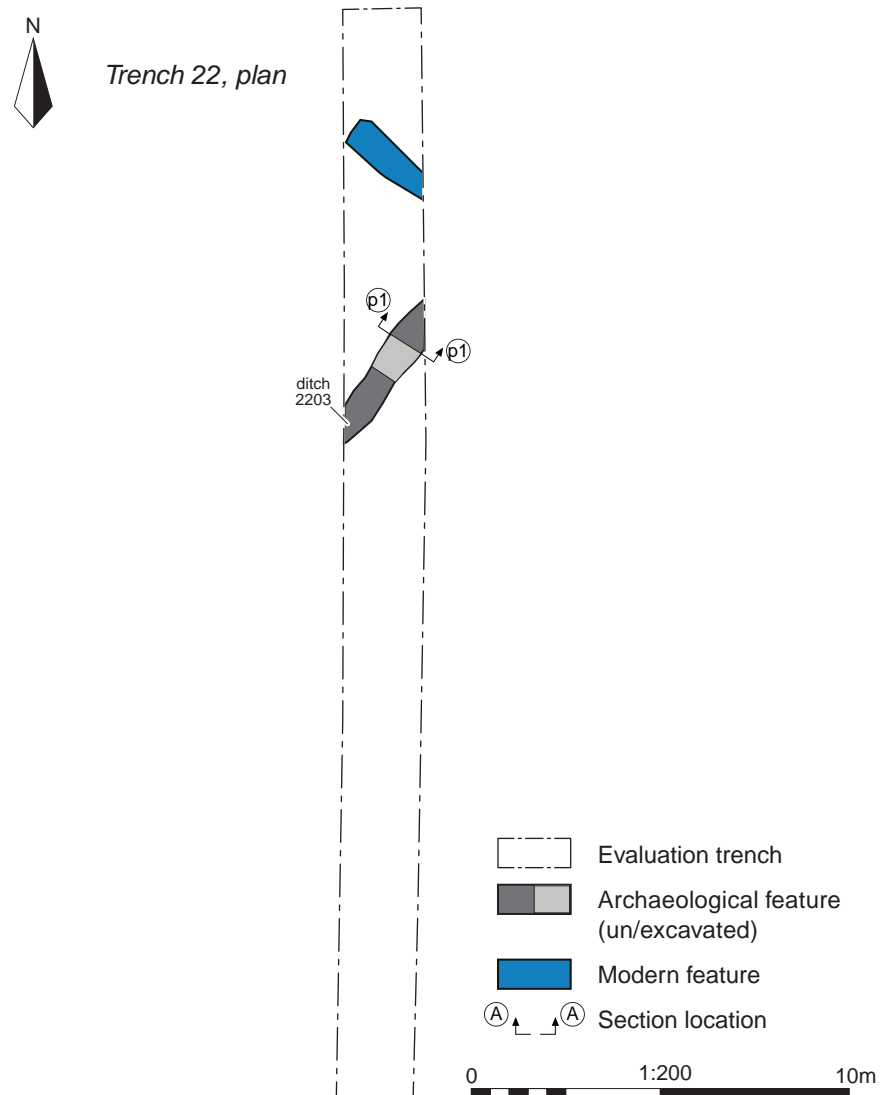 N
Trench 22, plan
p1
p1
ditch
2203
Evaluation trench
Archaeological feature
(un/excavated)
Modern feature
A A Section location
0 1:200 10m